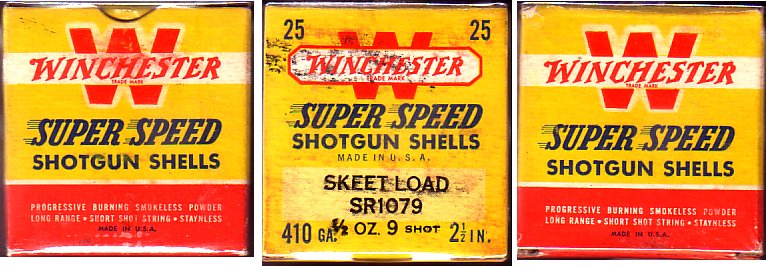 WINCHESTER
TRADE MARK
SUPER SPEED
SHOTGUN SHELLS
PROGRESSIVE BURNING SMOKELESS POWDER
LONG RANGE • SHORT SHOT STRING • STAYNLESS
MADE IN U.S.A.
25 25
WINCHESTER
TRADE MARK
SUPER SPEED
SHOTGUN SHELLS
MADE IN U.S.A.
SKEET LOAD
SR1079
410 GA. ½ OZ. 9 SHOT 2½ IN.
WINCHESTER
TRADE MARK
SUPER SPEED
SHOTGUN SHELLS
PROGRESSIVE BURNING SMOKELESS POWDER
LONG RANGE • SHORT SHOT STRING • STAYNLESS
MADE IN U.S.A.